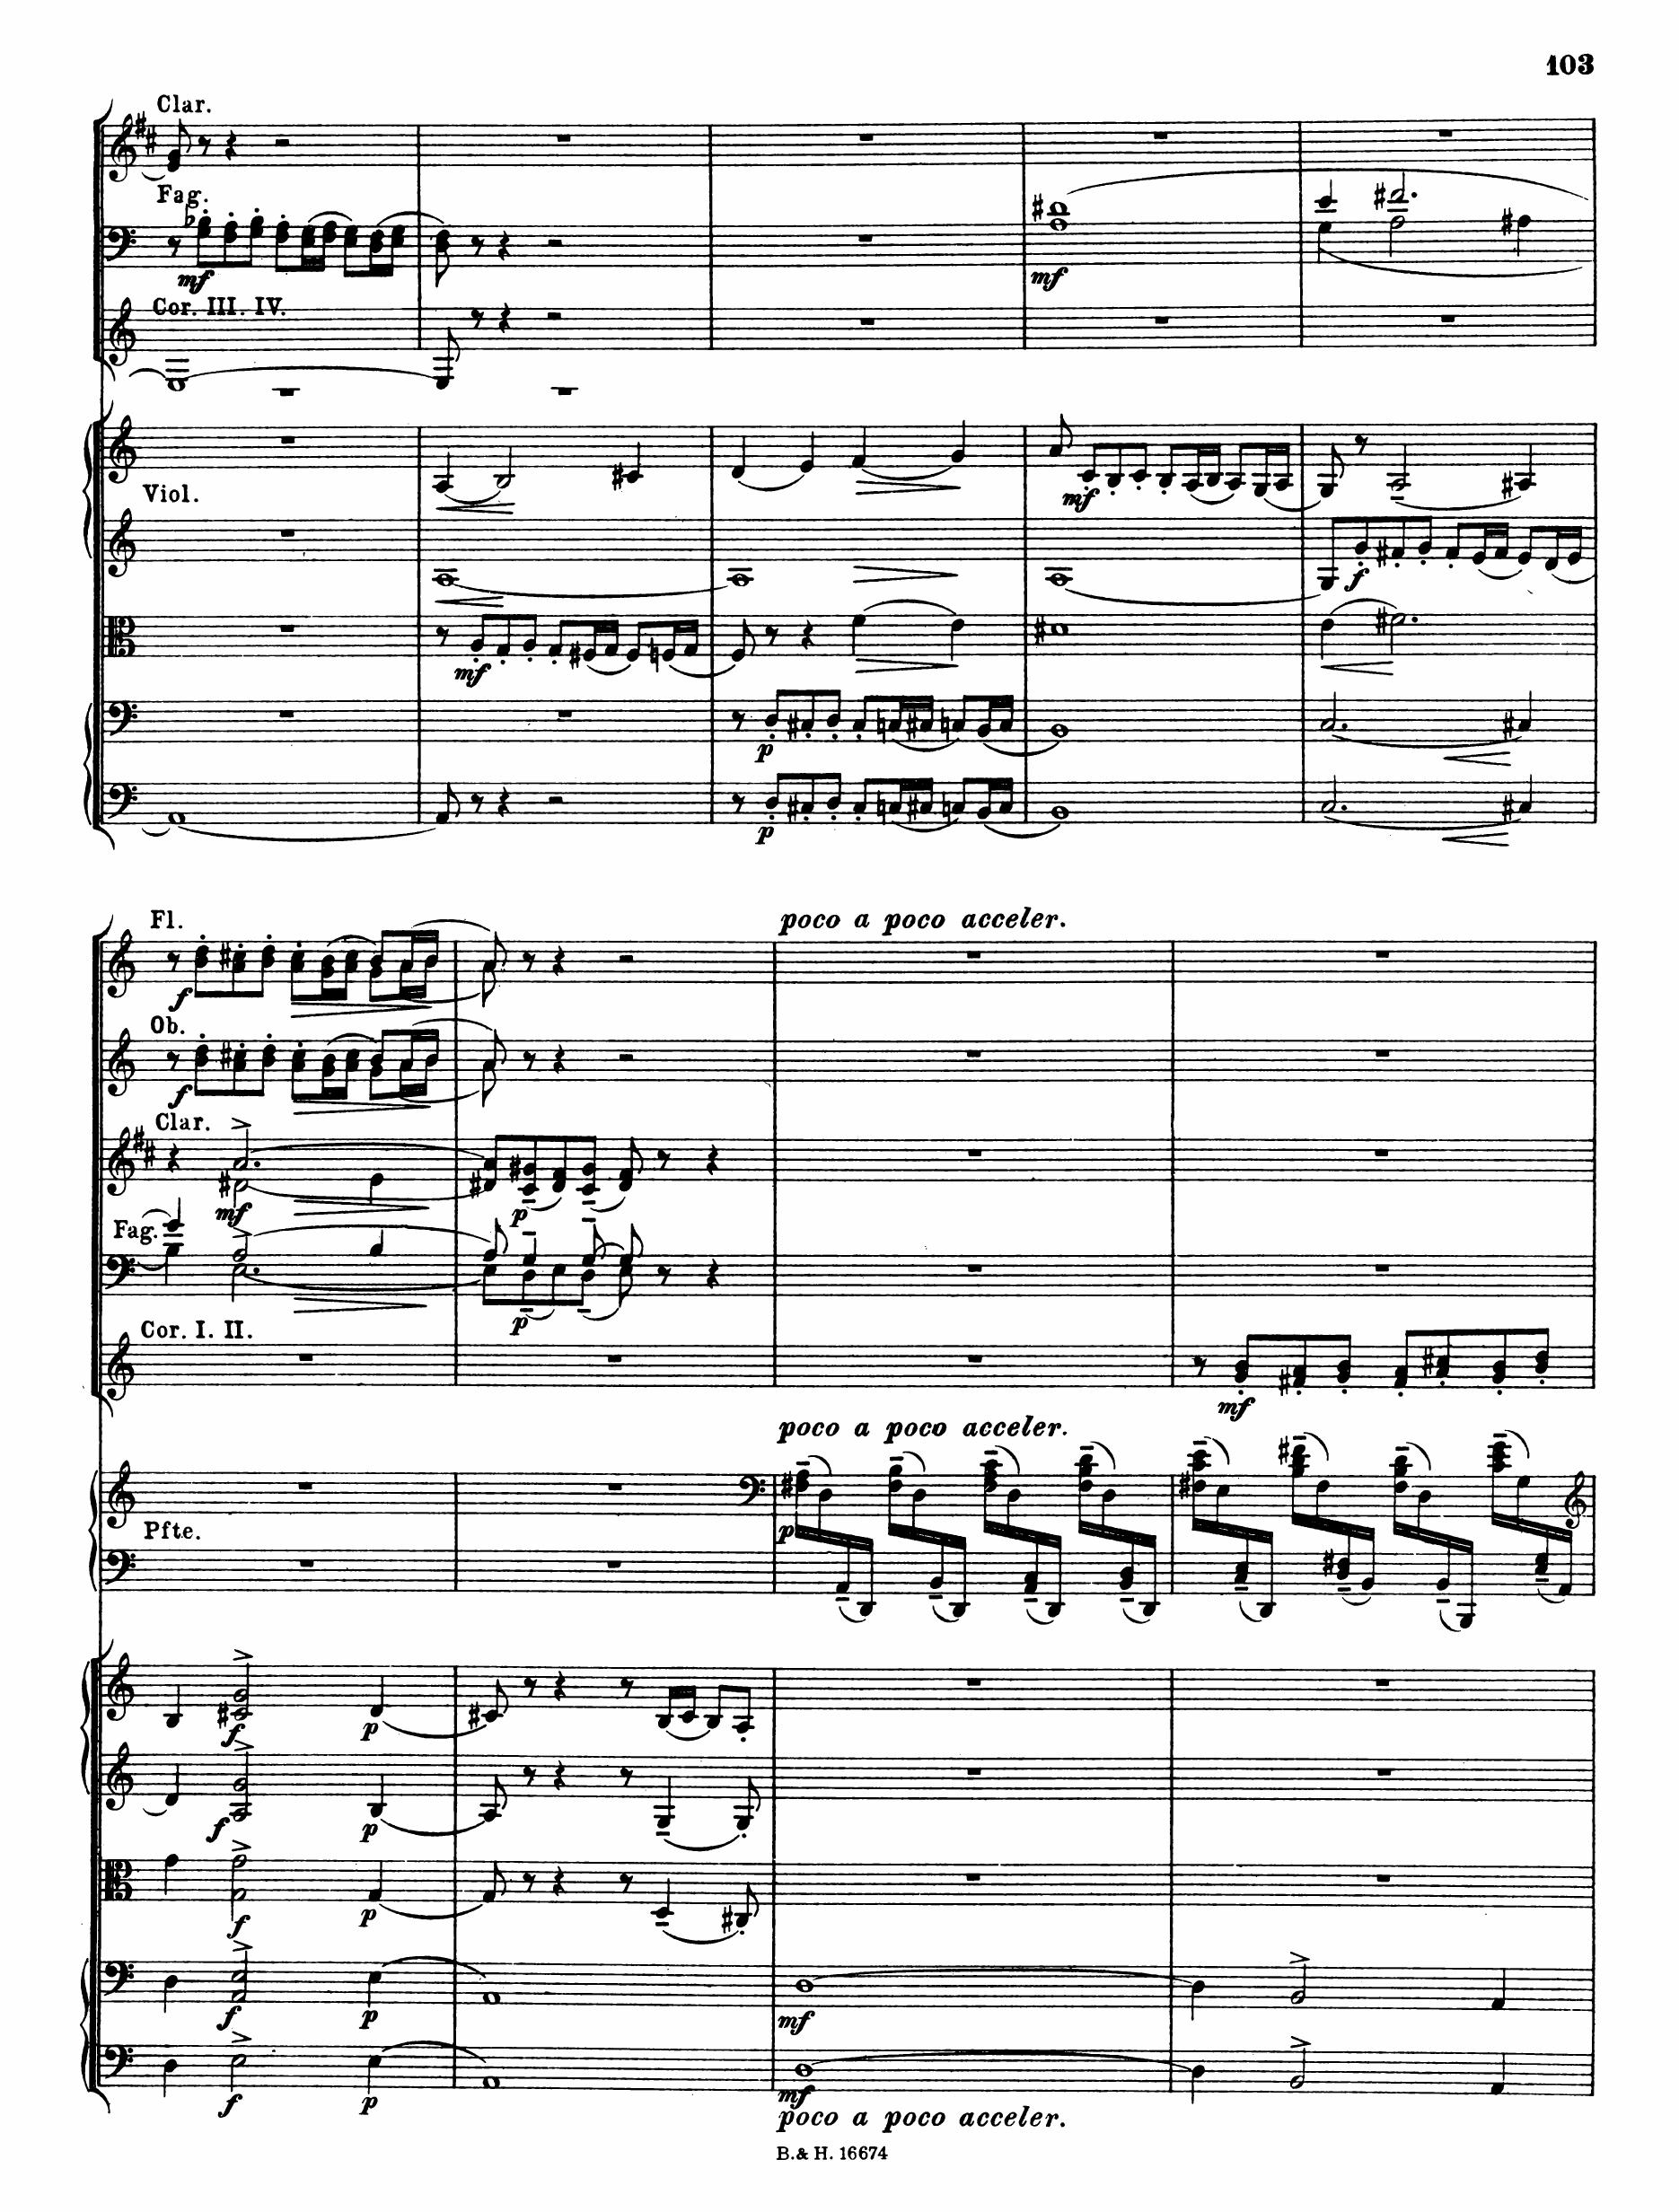 103
Clar.
Fag.
mf
mf
Cor. III. IV.
Viol.
mf
f
mf
p
p
Fl.
poco a poco acceler.
f
Ob.
f
Clar.
mf
p
Fag.
p
Cor. I. II.
mf
poco a poco acceler.
p
Pfte.
f
p
f
p
f
p
f
p
mf
f
p
mf
poco a poco acceler.
B. & H. 16674